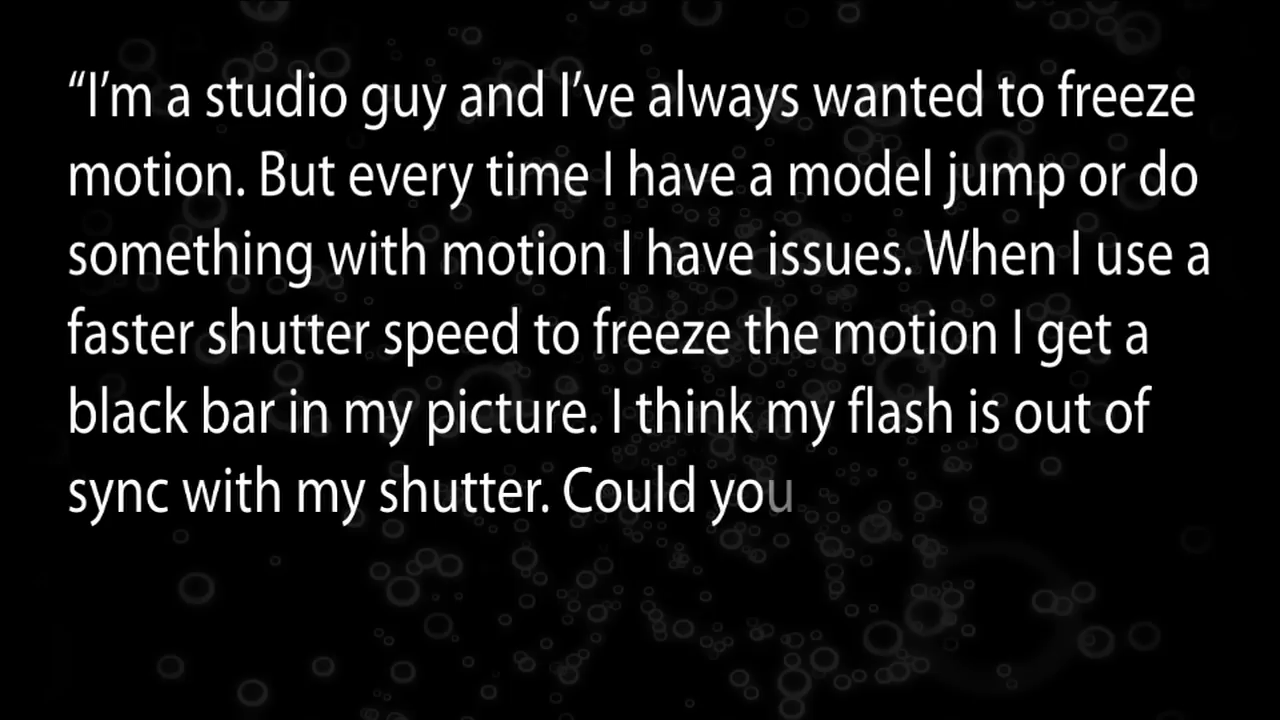 “I’m a studio guy and I’ve always wanted to freeze
motion. But every time I have a model jump or do
something with motion I have issues. When I use a
faster shutter speed to freeze the motion I get a
black bar in my picture. I think my flash is out of
sync with my shutter. Could you